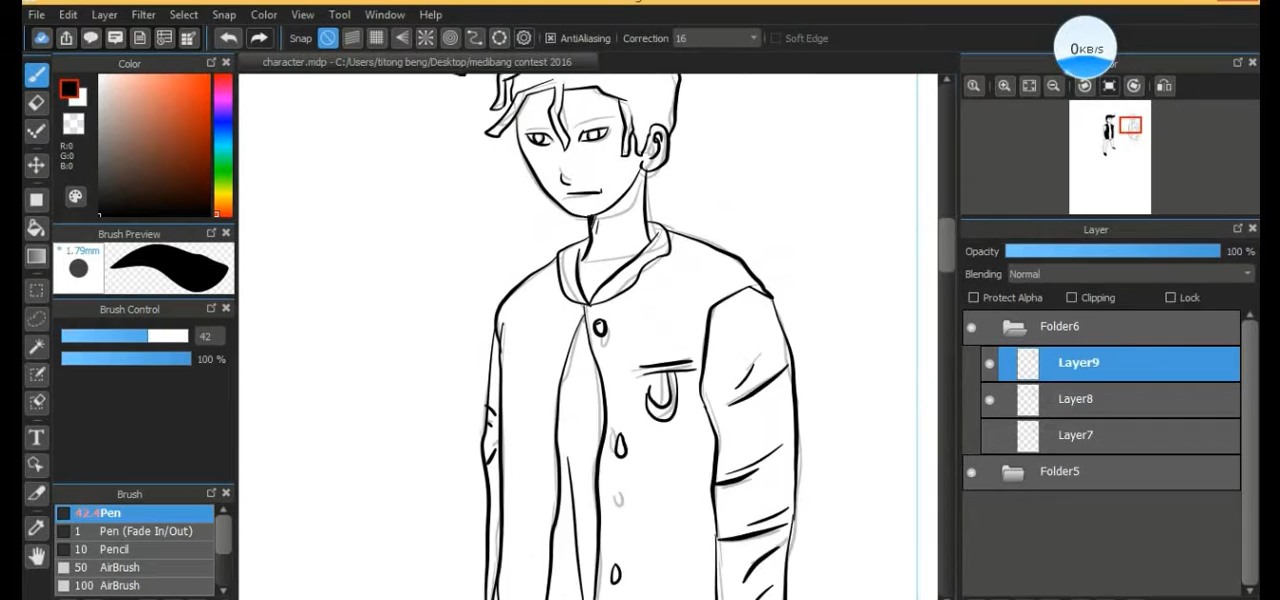 File Edit Layer Filter Select Snap Color View Tool Window Help
Snap AntiAliasing Correction 16 Soft Edge
0KB/S
Color
character.mdp - C:/Users/titong beng/Desktop/medibang contest 2016
R:0
G:0
B:0
Brush Preview
* 1.79mm
Brush Control
42
100 %
Brush
42.4 Pen
1 Pen (Fade In/Out)
10 Pencil
50 AirBrush
100 AirBrush
Layer
Opacity 100 %
Blending Normal
Protect Alpha Clipping Lock
Folder6
Layer9
Layer8
Layer7
Folder5